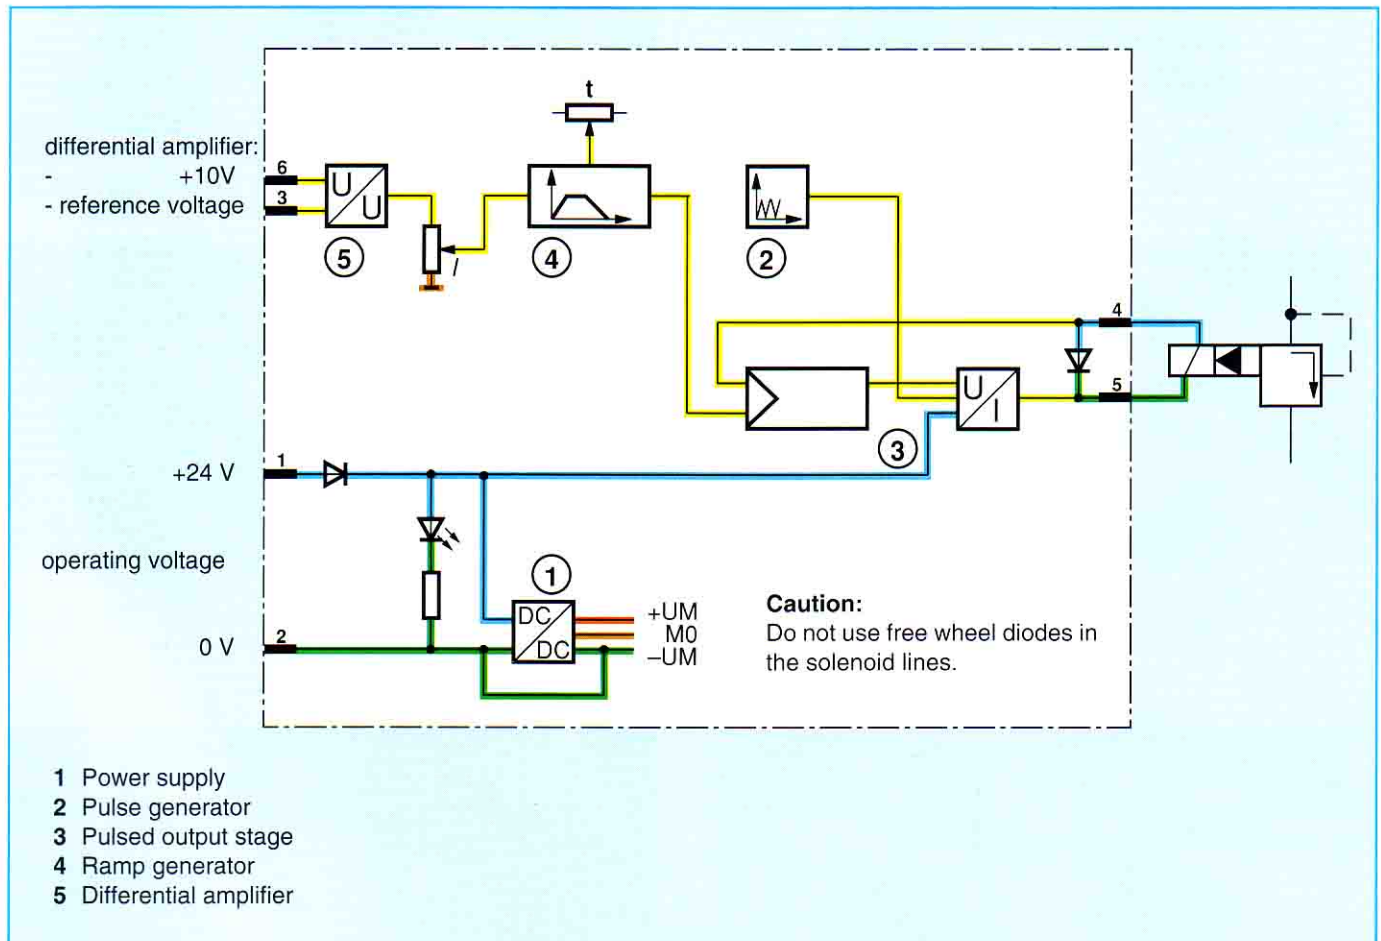 t
differential amplifier:
- +10V
6
- reference voltage
3
U
U
5
I
4
2
4
5
U
I
3
+24 V
1
operating voltage
1
DC
DC
+UM
M0
–UM
0 V
2
Caution:
Do not use free wheel diodes in
the solenoid lines.
1 Power supply
2 Pulse generator
3 Pulsed output stage
4 Ramp generator
5 Differential amplifier